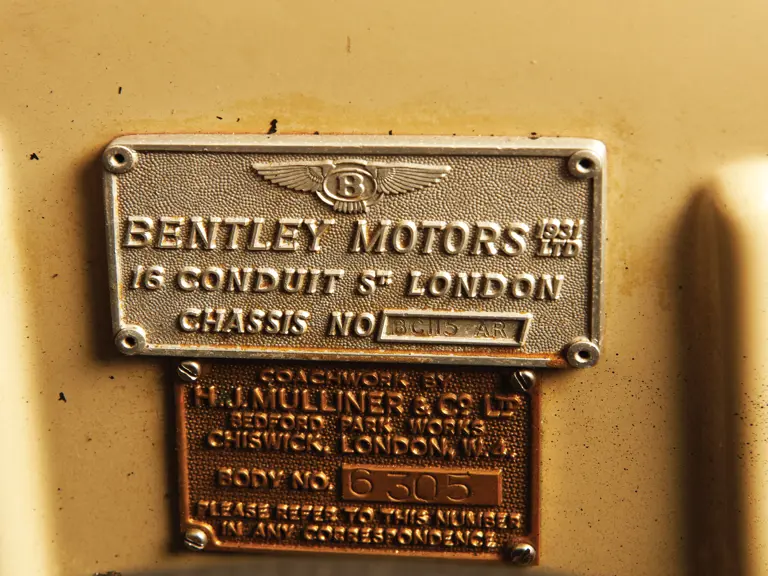 B
BENTLEY MOTORS 1931 LTD
16 CONDUIT ST LONDON
CHASSIS NO BC115 AR
COACHWORK BY
H.J. MULLINER & CO. LTD
BEDFORD PARK WORKS
CHISWICK, LONDON, W.4.
BODY NO. 6305
PLEASE REFER TO THIS NUMBER
IN ANY CORRESPONDENCE